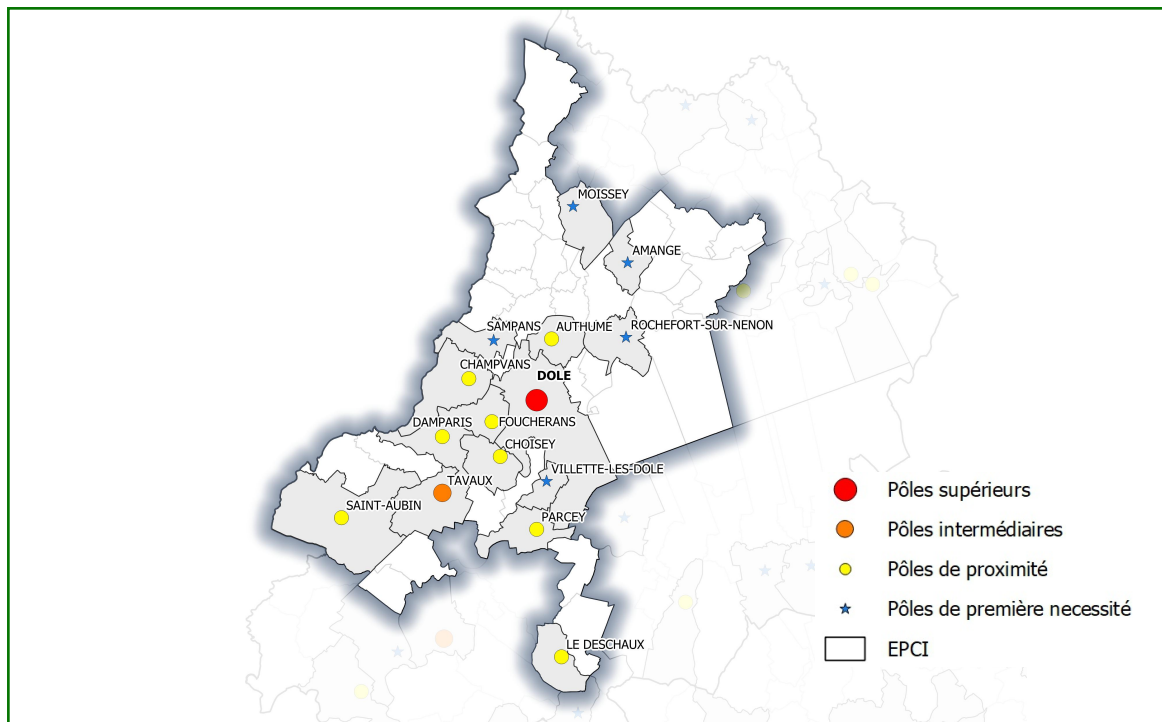 MOISSEY
AMANGE
SAMPANS
AUTHUME
ROCHEFORT-SUR-NENON
CHAMPVANS
DOLE
DAMPARIS
FOUCHERANS
CHOISEY
VILLETTE-LES-DOLE
TAVAUX
SAINT-AUBIN
PARCEY
LE DESCHAUX
Pôles supérieurs
Pôles intermédiaires
Pôles de proximité
Pôles de première necessité
EPCI